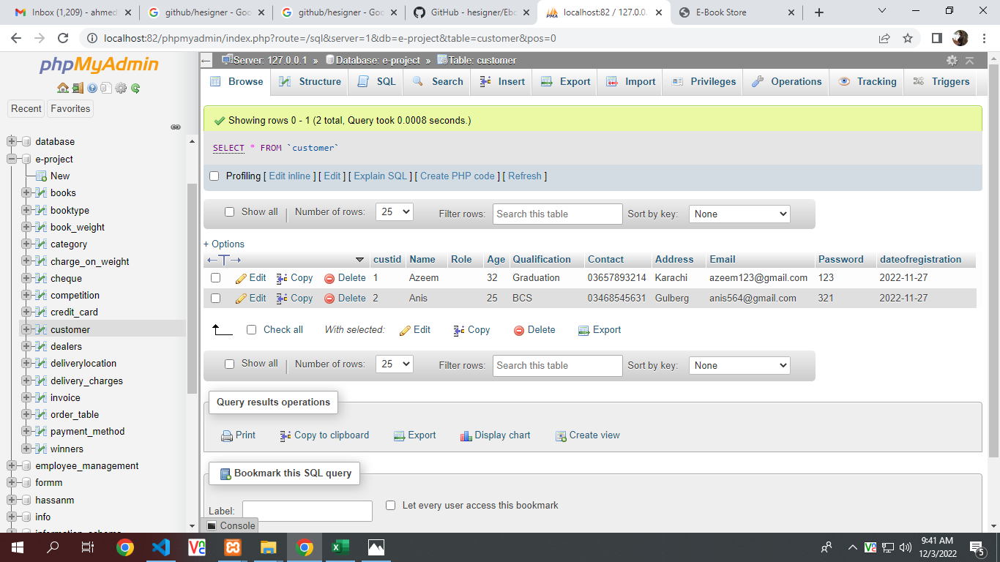 Inbox (1,209) - ahmed
github/hesigner - Goo
github/hesigner - Goo
GitHub - hesigner/Ebo
localhost:82 / 127.0.0.
E-Book Store
localhost:82/phpmyadmin/index.php?route=/sql&server=1&db=e-project&table=customer&pos=0
phpMyAdmin
Recent Favorites
database
e-project
New
books
booktype
book_weight
category
charge_on_weight
cheque
competition
credit_card
customer
dealers
deliverylocation
delivery_charges
invoice
order_table
payment_method
winners
employee_management
formm
hassanm
info
information_schema
Server: 127.0.0.1 » Database: e-project » Table: customer
Browse Structure SQL Search Insert Export Import Privileges Operations Tracking Triggers
Showing rows 0 - 1 (2 total, Query took 0.0008 seconds.)
SELECT * FROM `customer`
Profiling [ Edit inline ] [ Edit ] [ Explain SQL ] [ Create PHP code ] [ Refresh ]
Show all Number of rows: 25 Filter rows: Search this table Sort by key: None
+ Options
custid Name Role Age Qualification Contact Address Email Password dateofregistration
Edit Copy Delete 1 Azeem 32 Graduation 03657893214 Karachi azeem123@gmail.com 123 2022-11-27
Edit Copy Delete 2 Anis 25 BCS 03468545631 Gulberg anis564@gmail.com 321 2022-11-27
Check all With selected: Edit Copy Delete Export
Show all Number of rows: 25 Filter rows: Search this table Sort by key: None
Query results operations
Print Copy to clipboard Export Display chart Create view
Bookmark this SQL query
Label: Let every user access this bookmark
Console
9:41 AM
12/3/2022
5